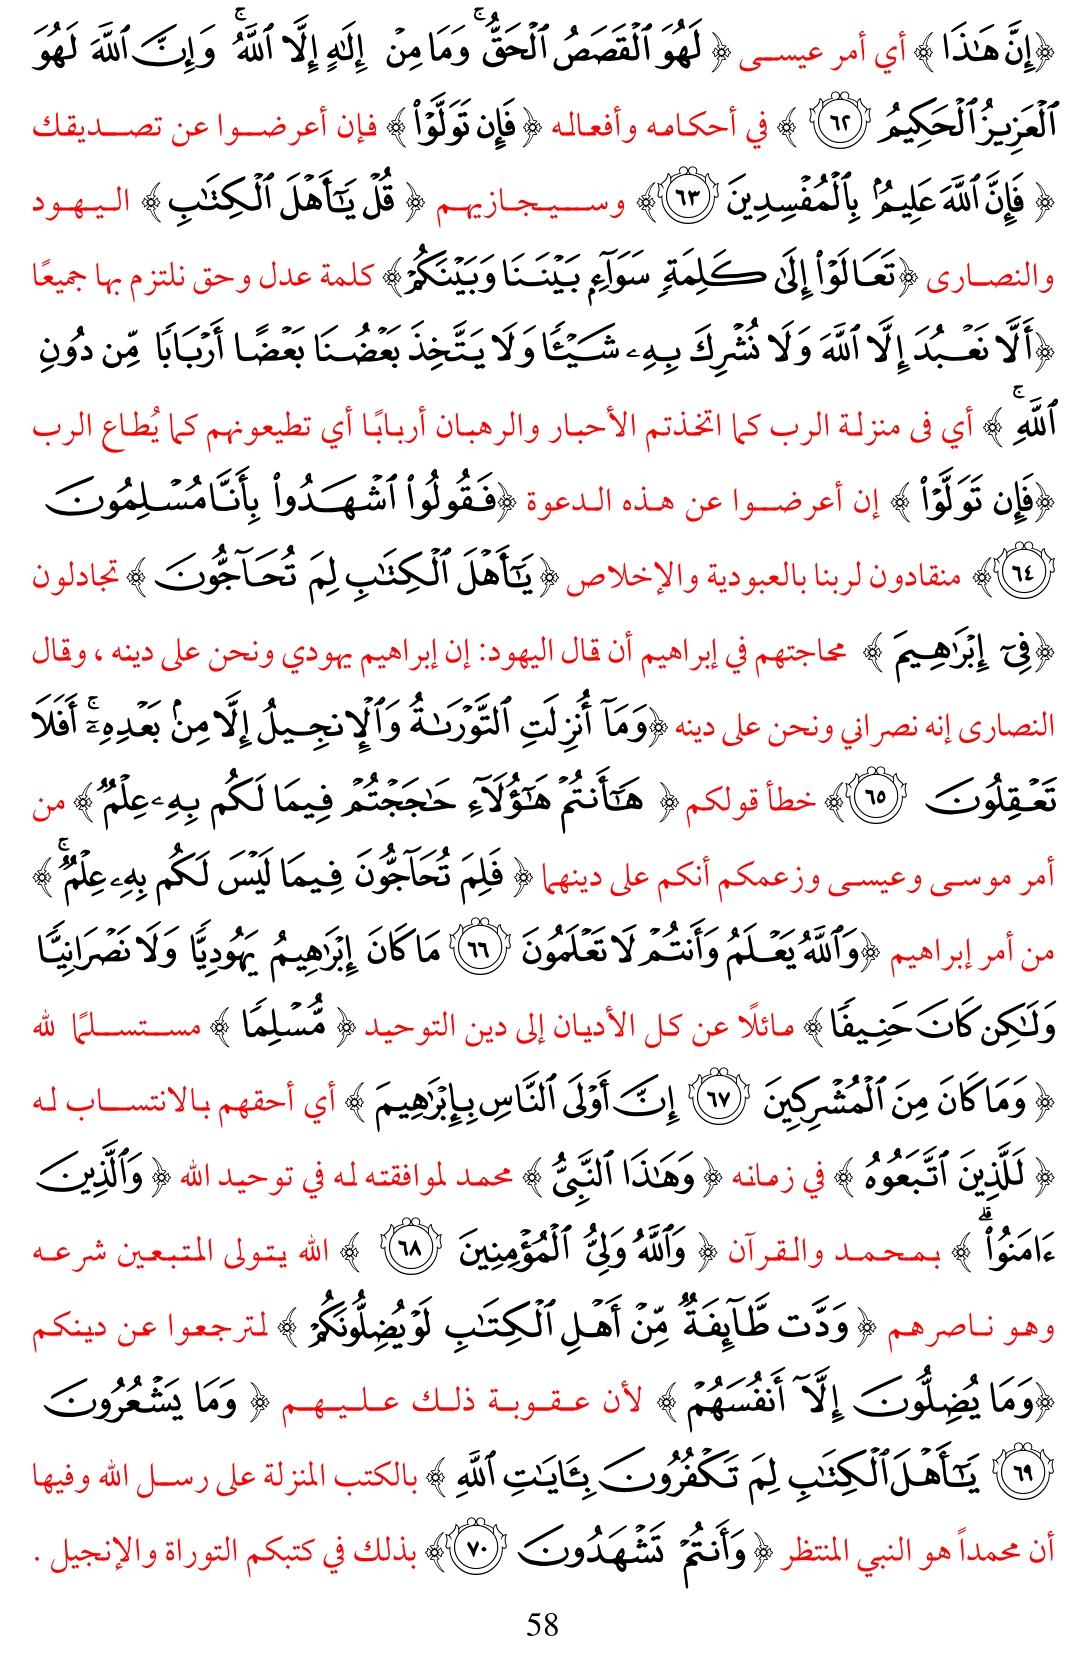 ﴿إِنَّ هَـٰذَا ﴾ أي أمر عيسى ﴿ لَهُوَ ٱلۡقَصَصُ ٱلۡحَقُّۚ وَمَا مِنۡ إِلَـٰهٍ إِلَّا ٱللَّهُۚ وَإِنَّ ٱللَّهَ لَهُوَ
ٱلۡعَزِيزُ ٱلۡحَكِيمُ ٦٢ ﴾ في أحكامه وأفعاله ﴿ فَإِن تَوَلَّوۡاْ ﴾ فإن أعرضوا عن تصديقك
﴿ فَإِنَّ ٱللَّهَ عَلِيمُۢ بِٱلۡمُفۡسِدِينَ ٦٣﴾ وسيجازيهم ﴿ قُلۡ يَـٰٓأَهۡلَ ٱلۡكِتَـٰبِ ﴾ اليهود
والنصارى ﴿تَعَالَوۡاْ إِلَىٰ كَلِمَةٖ سَوَآءِۭ بَيۡنَنَا وَبَيۡنَكُمۡ﴾ كلمة عدل وحق نلتزم بها جميعًا
﴿أَلَّا نَعۡبُدَ إِلَّا ٱللَّهَ وَلَا نُشۡرِكَ بِهِۦ شَيۡـٔٗا وَلَا يَتَّخِذَ بَعۡضُنَا بَعۡضًا أَرۡبَابٗا مِّن دُونِ
ٱللَّهِۚ ﴾ أي في منزلة الرب كما اتخذتم الأحبار والرهبان أربابًا أي تطيعونهم كما يُطاع الرب
﴿فَإِن تَوَلَّوۡاْ ﴾ إن أعرضوا عن هذه الدعوة ﴿فَقُولُواْ ٱشۡهَدُواْ بِأَنَّا مُسۡلِمُونَ
٦٤﴾ منقادون لربنا بالعبودية والإخلاص ﴿يَـٰٓأَهۡلَ ٱلۡكِتَـٰبِ لِمَ تُحَآجُّونَ ﴾ تجادلون
﴿فِيٓ إِبۡرَٰهِيمَ ﴾ محاجتهم في إبراهيم أن قال اليهود: إن إبراهيم يهودي ونحن على دينه ، وقال
النصارى إنه نصراني ونحن على دينه ﴿وَمَآ أُنزِلَتِ ٱلتَّوۡرَىٰةُ وَٱلۡإِنجِيلُ إِلَّا مِنۢ بَعۡدِهِۦٓۚ أَفَلَا
تَعۡقِلُونَ ٦٥﴾ خطأ قولكم ﴿ هَـٰٓأَنتُمۡ هَـٰٓؤُلَآءِ حَـٰجَجۡتُمۡ فِيمَا لَكُم بِهِۦ عِلۡمٞ ﴾ من
أمر موسى وعيسى وزعمكم أنكم على دينهما ﴿ فَلِمَ تُحَآجُّونَ فِيمَا لَيۡسَ لَكُم بِهِۦ عِلۡمٞۚ ﴾
من أمر إبراهيم ﴿وَٱللَّهُ يَعۡلَمُ وَأَنتُمۡ لَا تَعۡلَمُونَ ٦٦ مَا كَانَ إِبۡرَٰهِيمُ يَهُودِيّٗا وَلَا نَصۡرَانِيّٗا
وَلَـٰكِن كَانَ حَنِيفٗا ﴾ مائلًا عن كل الأديان إلى دين التوحيد ﴿ مُّسۡلِمٗا ﴾ مستسلمًا لله
﴿ وَمَا كَانَ مِنَ ٱلۡمُشۡرِكِينَ ٦٧ إِنَّ أَوۡلَى ٱلنَّاسِ بِإِبۡرَٰهِيمَ ﴾ أي أحقهم بالانتساب له
﴿ لَلَّذِينَ ٱتَّبَعُوهُ ﴾ في زمانه ﴿ وَهَـٰذَا ٱلنَّبِيُّ ﴾ محمد لموافقته له في توحيد الله ﴿ وَٱلَّذِينَ
ءَامَنُواْۗ ﴾ بمحمد والقرآن ﴿ وَٱللَّهُ وَلِيُّ ٱلۡمُؤۡمِنِينَ ٦٨ ﴾ الله يتولى المتبعين شرعه
وهو ناصرهم ﴿ وَدَّت طَّآئِفَةٞ مِّنۡ أَهۡلِ ٱلۡكِتَـٰبِ لَوۡ يُضِلُّونَكُمۡ ﴾ لترجعوا عن دينكم
﴿وَمَا يُضِلُّونَ إِلَّآ أَنفُسَهُمۡ ﴾ لأن عقوبة ذلك عليهم ﴿ وَمَا يَشۡعُرُونَ
٦٩ يَـٰٓأَهۡلَ ٱلۡكِتَـٰبِ لِمَ تَكۡفُرُونَ بِـَٔايَـٰتِ ٱللَّهِ ﴾ بالكتب المنزلة على رسل الله وفيها
أن محمداً هو النبي المنتظر ﴿ وَأَنتُمۡ تَشۡهَدُونَ ٧٠﴾ بذلك في كتبكم التوراة والإنجيل .
58